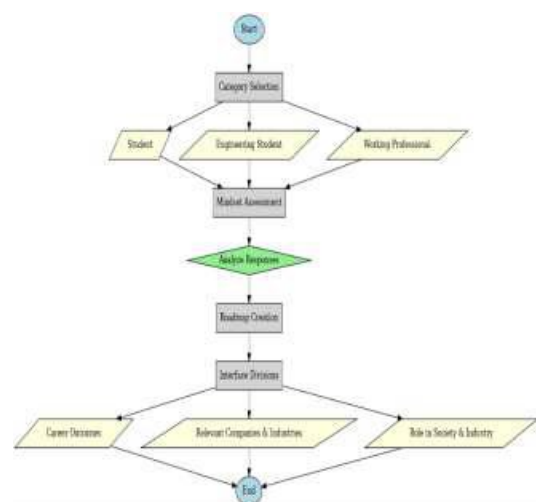 Start
Category Selection
Student
Engineering Student
Working Professional
Mindset Assessment
Analyze Responses
Roadmap Creation
Interface Divisions
Career Outcomes
Relevant Companies & Industries
Role in Society & Industry
End